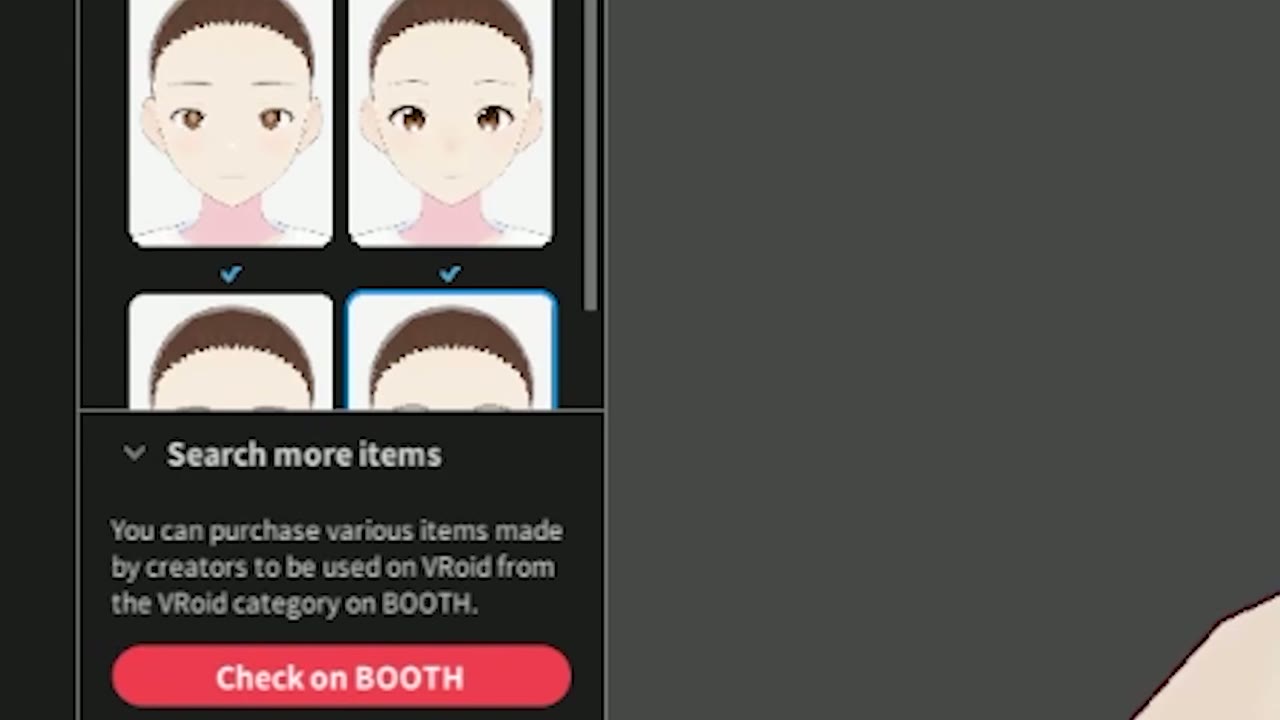 Search more items
You can purchase various items made
by creators to be used on VRoid from
the VRoid category on BOOTH.
Check on BOOTH